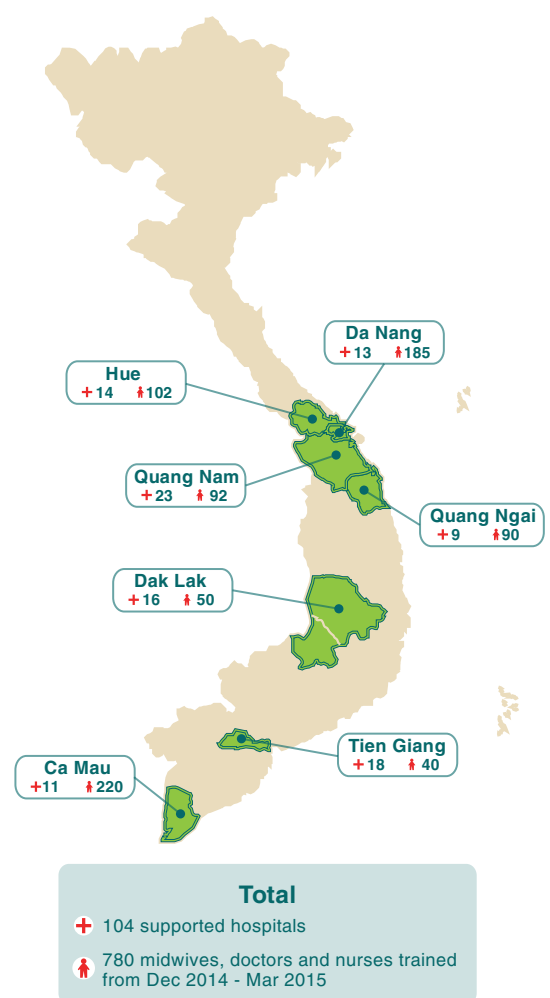 Da Nang
13 185
Hue
14 102
Quang Nam
23 92
Quang Ngai
9 90
Dak Lak
16 50
Tien Giang
18 40
Ca Mau
11 220
Total
104 supported hospitals
780 midwives, doctors and nurses trained
from Dec 2014 - Mar 2015